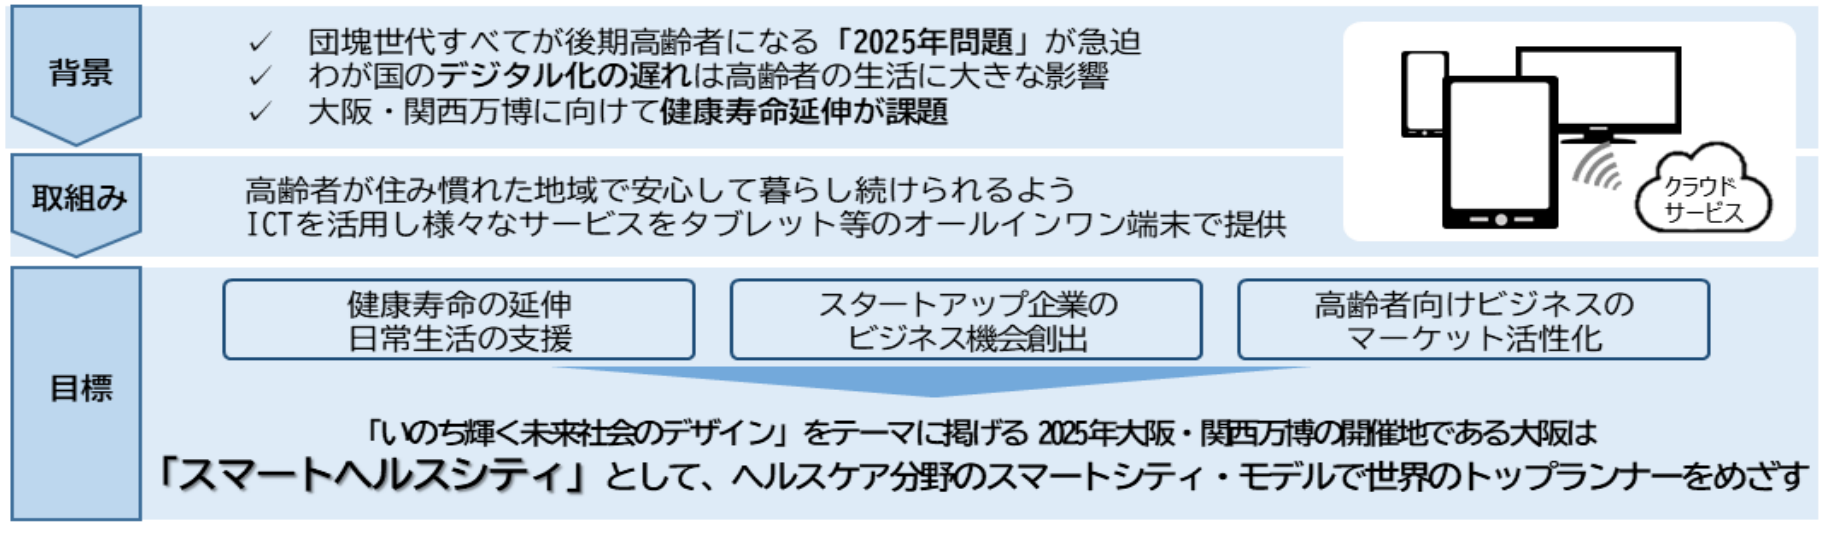 背景
✓ 団塊世代すべてが後期高齢者になる「2025年問題」が急迫
✓ わが国のデジタル化の遅れは高齢者の生活に大きな影響
✓ 大阪・関西万博に向けて健康寿命延伸が課題
取組み
高齢者が住み慣れた地域で安心して暮らし続けられるよう
ICTを活用し様々なサービスをタブレット等のオールインワン端末で提供
クラウド
サービス
目標
健康寿命の延伸
日常生活の支援
スタートアップ企業の
ビジネス機会創出
高齢者向けビジネスの
マーケット活性化
「いのち輝く未来社会のデザイン」をテーマに掲げる 2025年大阪・関西万博の開催地である大阪は
「スマートヘルスシティ」として、ヘルスケア分野のスマートシティ・モデルで世界のトップランナーをめざす